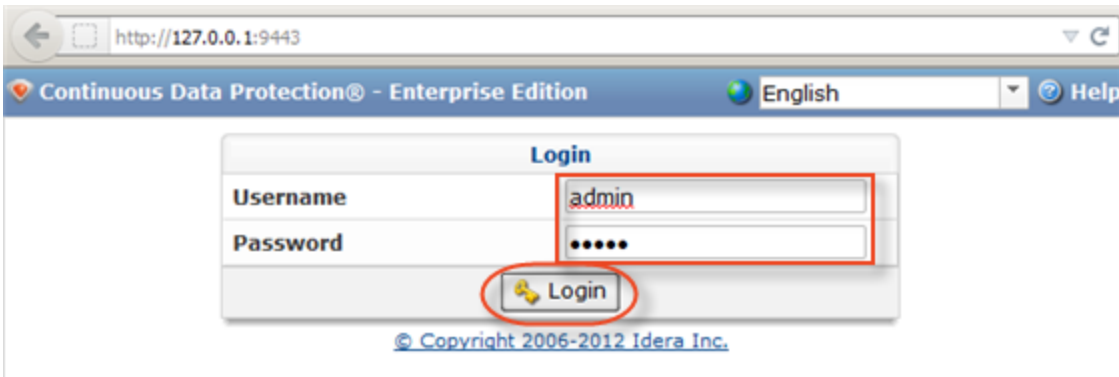 http://127.0.0.1:9443
Continuous Data Protection® - Enterprise Edition English Help
Login
Username admin
Password •••••
Login
© Copyright 2006-2012 Idera Inc.